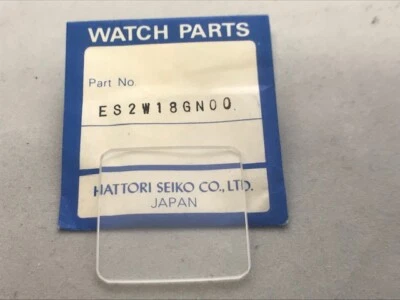 WATCH PARTS
Part No.
ES2W18GN00
HATTORI SEIKO CO., LTD.
JAPAN